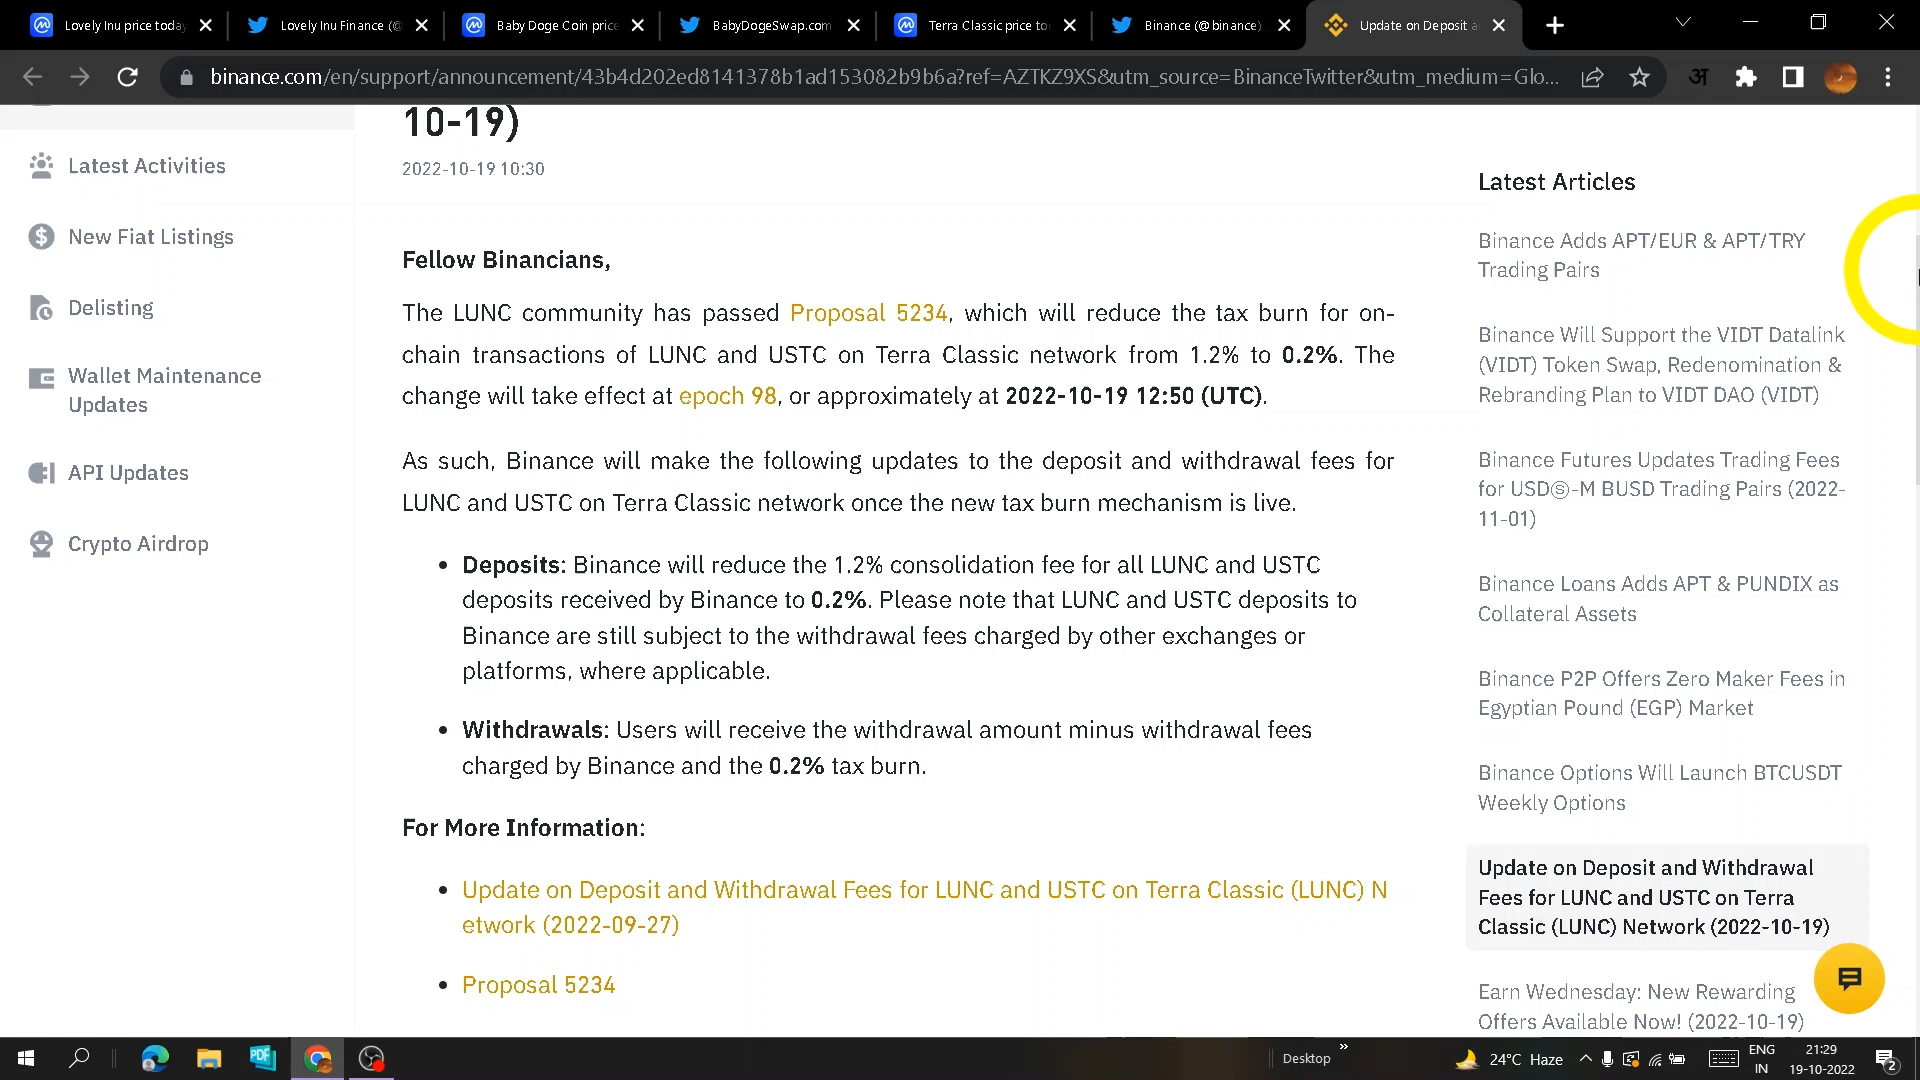 Lovely Inu price today
Lovely Inu Finance (@
Baby Doge Coin price
BabyDogeSwap.com
Terra Classic price to
Binance (@binance)
Update on Deposit a
binance.com/en/support/announcement/43b4d202ed8141378b1ad153082b9b6a?ref=AZTKZ9XS&utm_source=BinanceTwitter&utm_medium=Glo...
अ
Latest Activities
New Fiat Listings
Delisting
Wallet Maintenance
Updates
API Updates
Crypto Airdrop
10-19)
2022-10-19 10:30
Fellow Binancians,
The LUNC community has passed Proposal 5234, which will reduce the tax burn for on-
chain transactions of LUNC and USTC on Terra Classic network from 1.2% to 0.2%. The
change will take effect at epoch 98, or approximately at 2022-10-19 12:50 (UTC).
As such, Binance will make the following updates to the deposit and withdrawal fees for
LUNC and USTC on Terra Classic network once the new tax burn mechanism is live.
• Deposits: Binance will reduce the 1.2% consolidation fee for all LUNC and USTC
deposits received by Binance to 0.2%. Please note that LUNC and USTC deposits to
Binance are still subject to the withdrawal fees charged by other exchanges or
platforms, where applicable.
• Withdrawals: Users will receive the withdrawal amount minus withdrawal fees
charged by Binance and the 0.2% tax burn.
For More Information:
• Update on Deposit and Withdrawal Fees for LUNC and USTC on Terra Classic (LUNC) N
etwork (2022-09-27)
• Proposal 5234
Latest Articles
Binance Adds APT/EUR & APT/TRY
Trading Pairs
Binance Will Support the VIDT Datalink
(VIDT) Token Swap, Redenomination &
Rebranding Plan to VIDT DAO (VIDT)
Binance Futures Updates Trading Fees
for USDⓈ-M BUSD Trading Pairs (2022-
11-01)
Binance Loans Adds APT & PUNDIX as
Collateral Assets
Binance P2P Offers Zero Maker Fees in
Egyptian Pound (EGP) Market
Binance Options Will Launch BTCUSDT
Weekly Options
Update on Deposit and Withdrawal
Fees for LUNC and USTC on Terra
Classic (LUNC) Network (2022-10-19)
Earn Wednesday: New Rewarding
Offers Available Now! (2022-10-19)
PDF
Desktop
»
24°C Haze
ENG
IN
21:29
19-10-2022
2